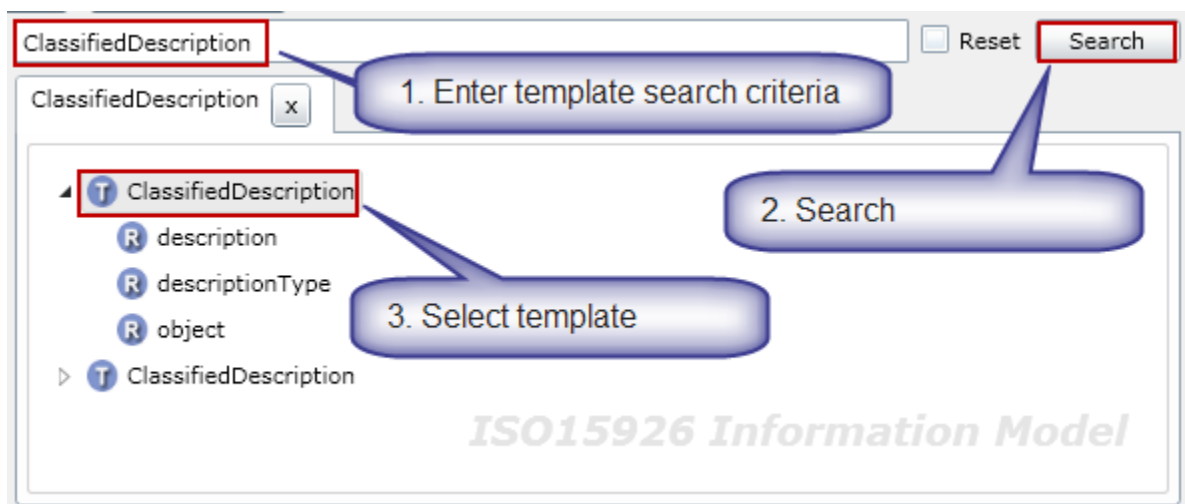 ClassifiedDescription
Reset
Search
1. Enter template search criteria
ClassifiedDescription x
T ClassifiedDescription
2. Search
R description
R descriptionType
3. Select template
R object
T ClassifiedDescription
ISO15926 Information Model